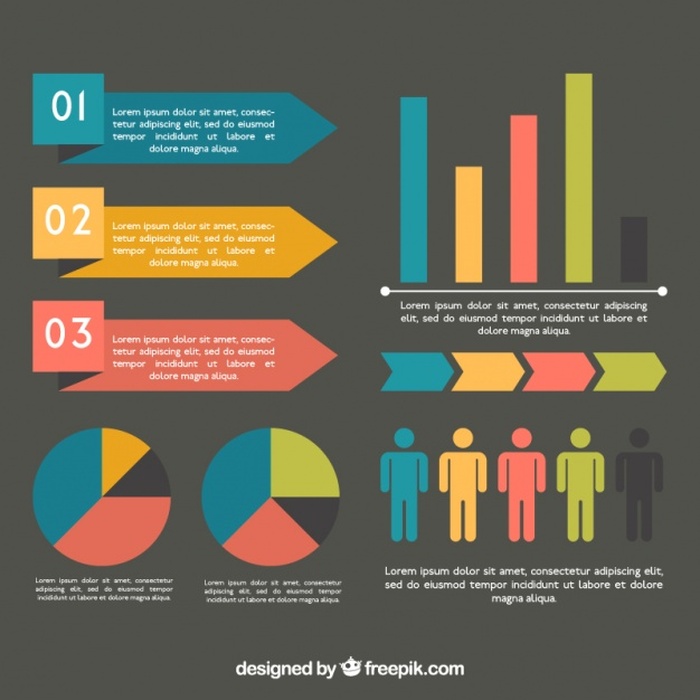 01
Lorem ipsum dolor sit amet, consec-
tetur adipiscing elit, sed do eiusmod
tempor incididunt ut labore et
dolore magna aliqua.
02
Lorem ipsum dolor sit amet, consec-
tetur adipiscing elit, sed do eiusmod
tempor incididunt ut labore et
dolore magna aliqua.
03
Lorem ipsum dolor sit amet, consec-
tetur adipiscing elit, sed do eiusmod
tempor incididunt ut labore et
dolore magna aliqua.
Lorem ipsum dolor sit amet, consectetur adipiscing
elit, sed do eiusmod tempor incididunt ut labore et
dolore magna aliqua.
Lorem ipsum dolor sit amet, consectetur
adipiscing elit, sed do eiusmod tempor
incididunt ut labore et dolore magna aliqua.
Lorem ipsum dolor sit amet, consectetur
adipiscing elit, sed do eiusmod tempor
incididunt ut labore et dolore magna aliqua.
Lorem ipsum dolor sit amet, consectetur adipiscing elit,
sed do eiusmod tempor incididunt ut labore et dolore
magna aliqua.
designed by freepik.com